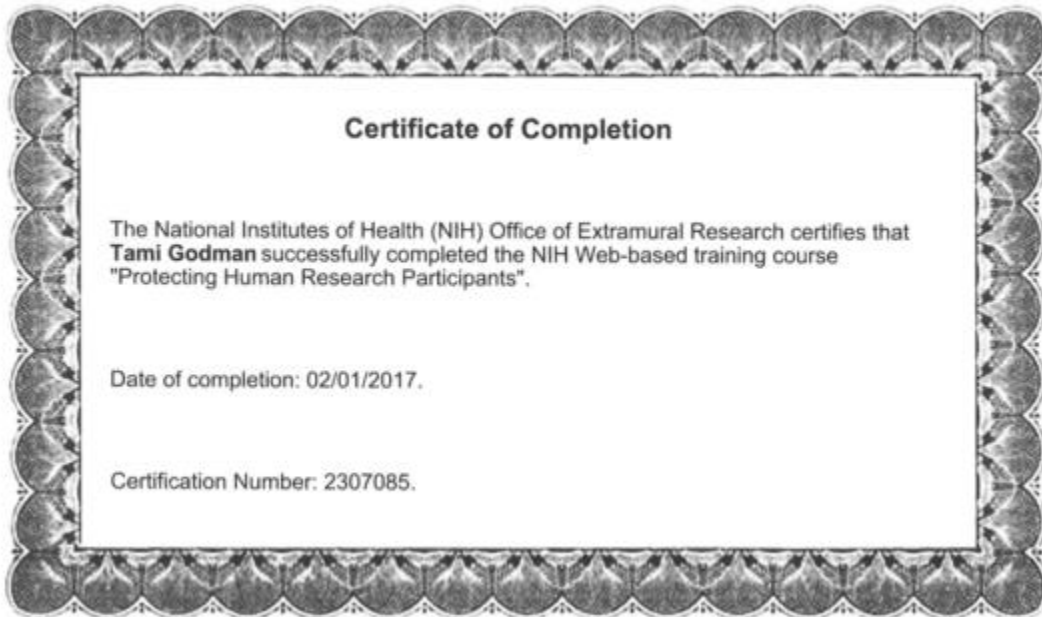 Certificate of Completion
The National Institutes of Health (NIH) Office of Extramural Research certifies that
Tami Godman successfully completed the NIH Web-based training course
"Protecting Human Research Participants".
Date of completion: 02/01/2017.
Certification Number: 2307085.